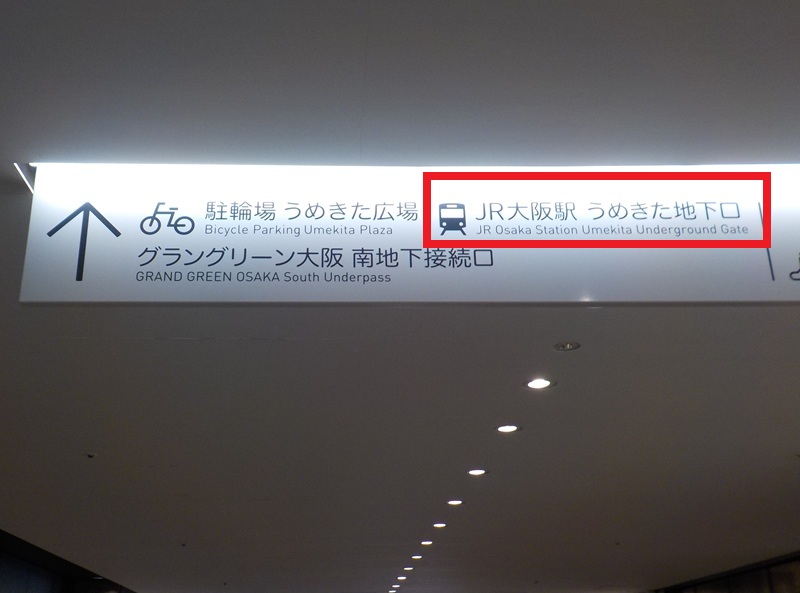 駐輪場 うめきた広場
Bicycle Parking Umekita Plaza
JR大阪駅 うめきた地下口
JR Osaka Station Umekita Underground Gate
グラングリーン大阪 南地下接続口
GRAND GREEN OSAKA South Underpass